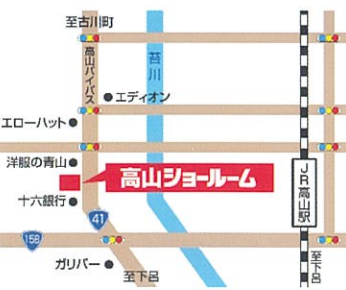 至古川町
高山バイパス
苔川
エディオン
エローハット
洋服の青山
高山ショールーム
十六銀行
JR高山駅
41
158
ガリバー
至下呂
至下呂